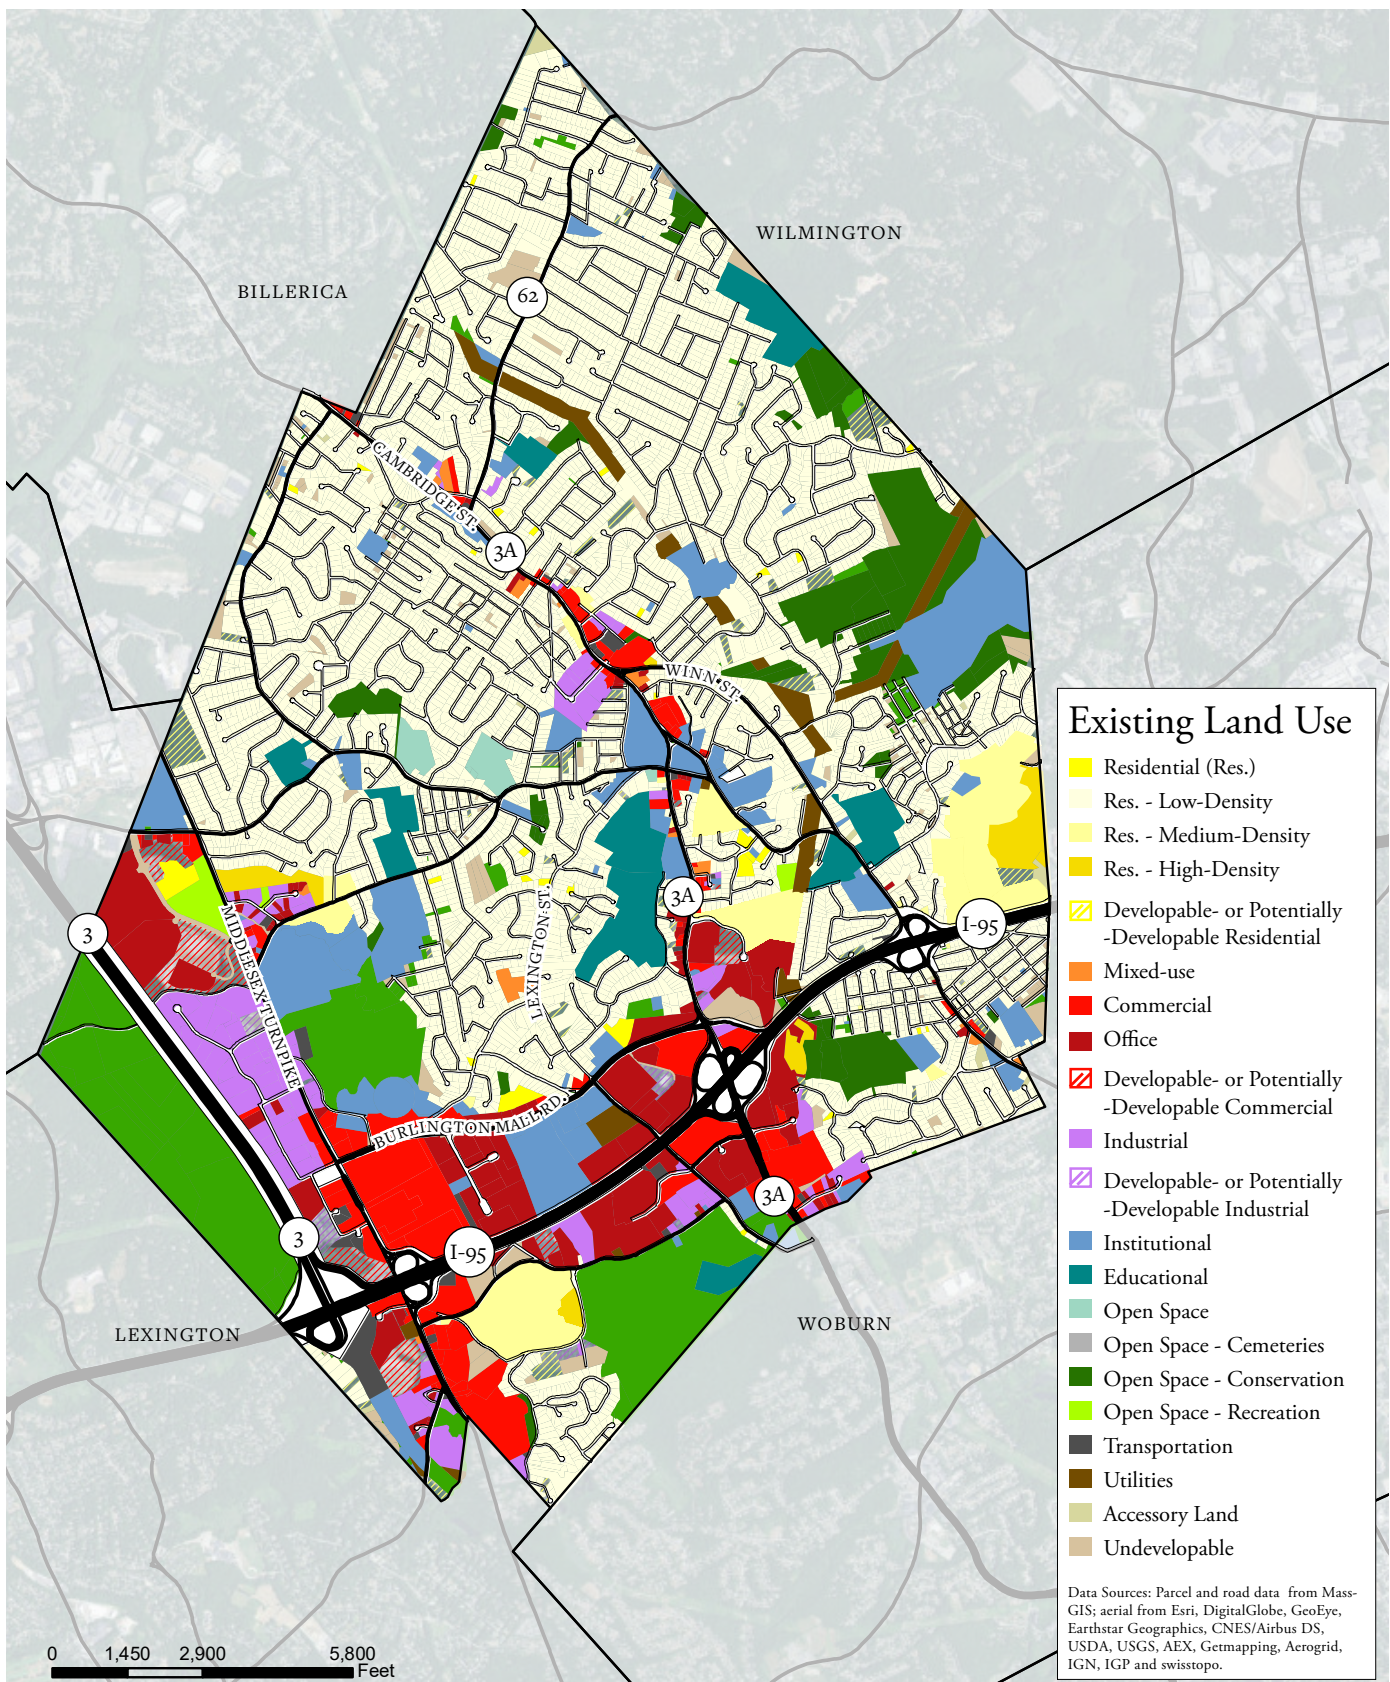 WILMINGTON
BILLERICA
62
CAMBRIDGE ST.
3A
WINN ST.
3A
LEXINGTON ST.
MIDDLESEX TURNPIKE
3
I-95
BURLINGTON MALL RD.
3A
3
I-95
LEXINGTON
WOBURN
Existing Land Use
Residential (Res.)
Res. - Low-Density
Res. - Medium-Density
Res. - High-Density
Developable- or Potentially
-Developable Residential
Mixed-use
Commercial
Office
Developable- or Potentially
-Developable Commercial
Industrial
Developable- or Potentially
-Developable Industrial
Institutional
Educational
Open Space
Open Space - Cemeteries
Open Space - Conservation
Open Space - Recreation
Transportation
Utilities
Accessory Land
Undevelopable
Data Sources: Parcel and road data from Mass-
GIS; aerial from Esri, DigitalGlobe, GeoEye,
Earthstar Geographics, CNES/Airbus DS,
USDA, USGS, AEX, Getmapping, Aerogrid,
IGN, IGP and swisstopo.
0 1,450 2,900 5,800
Feet